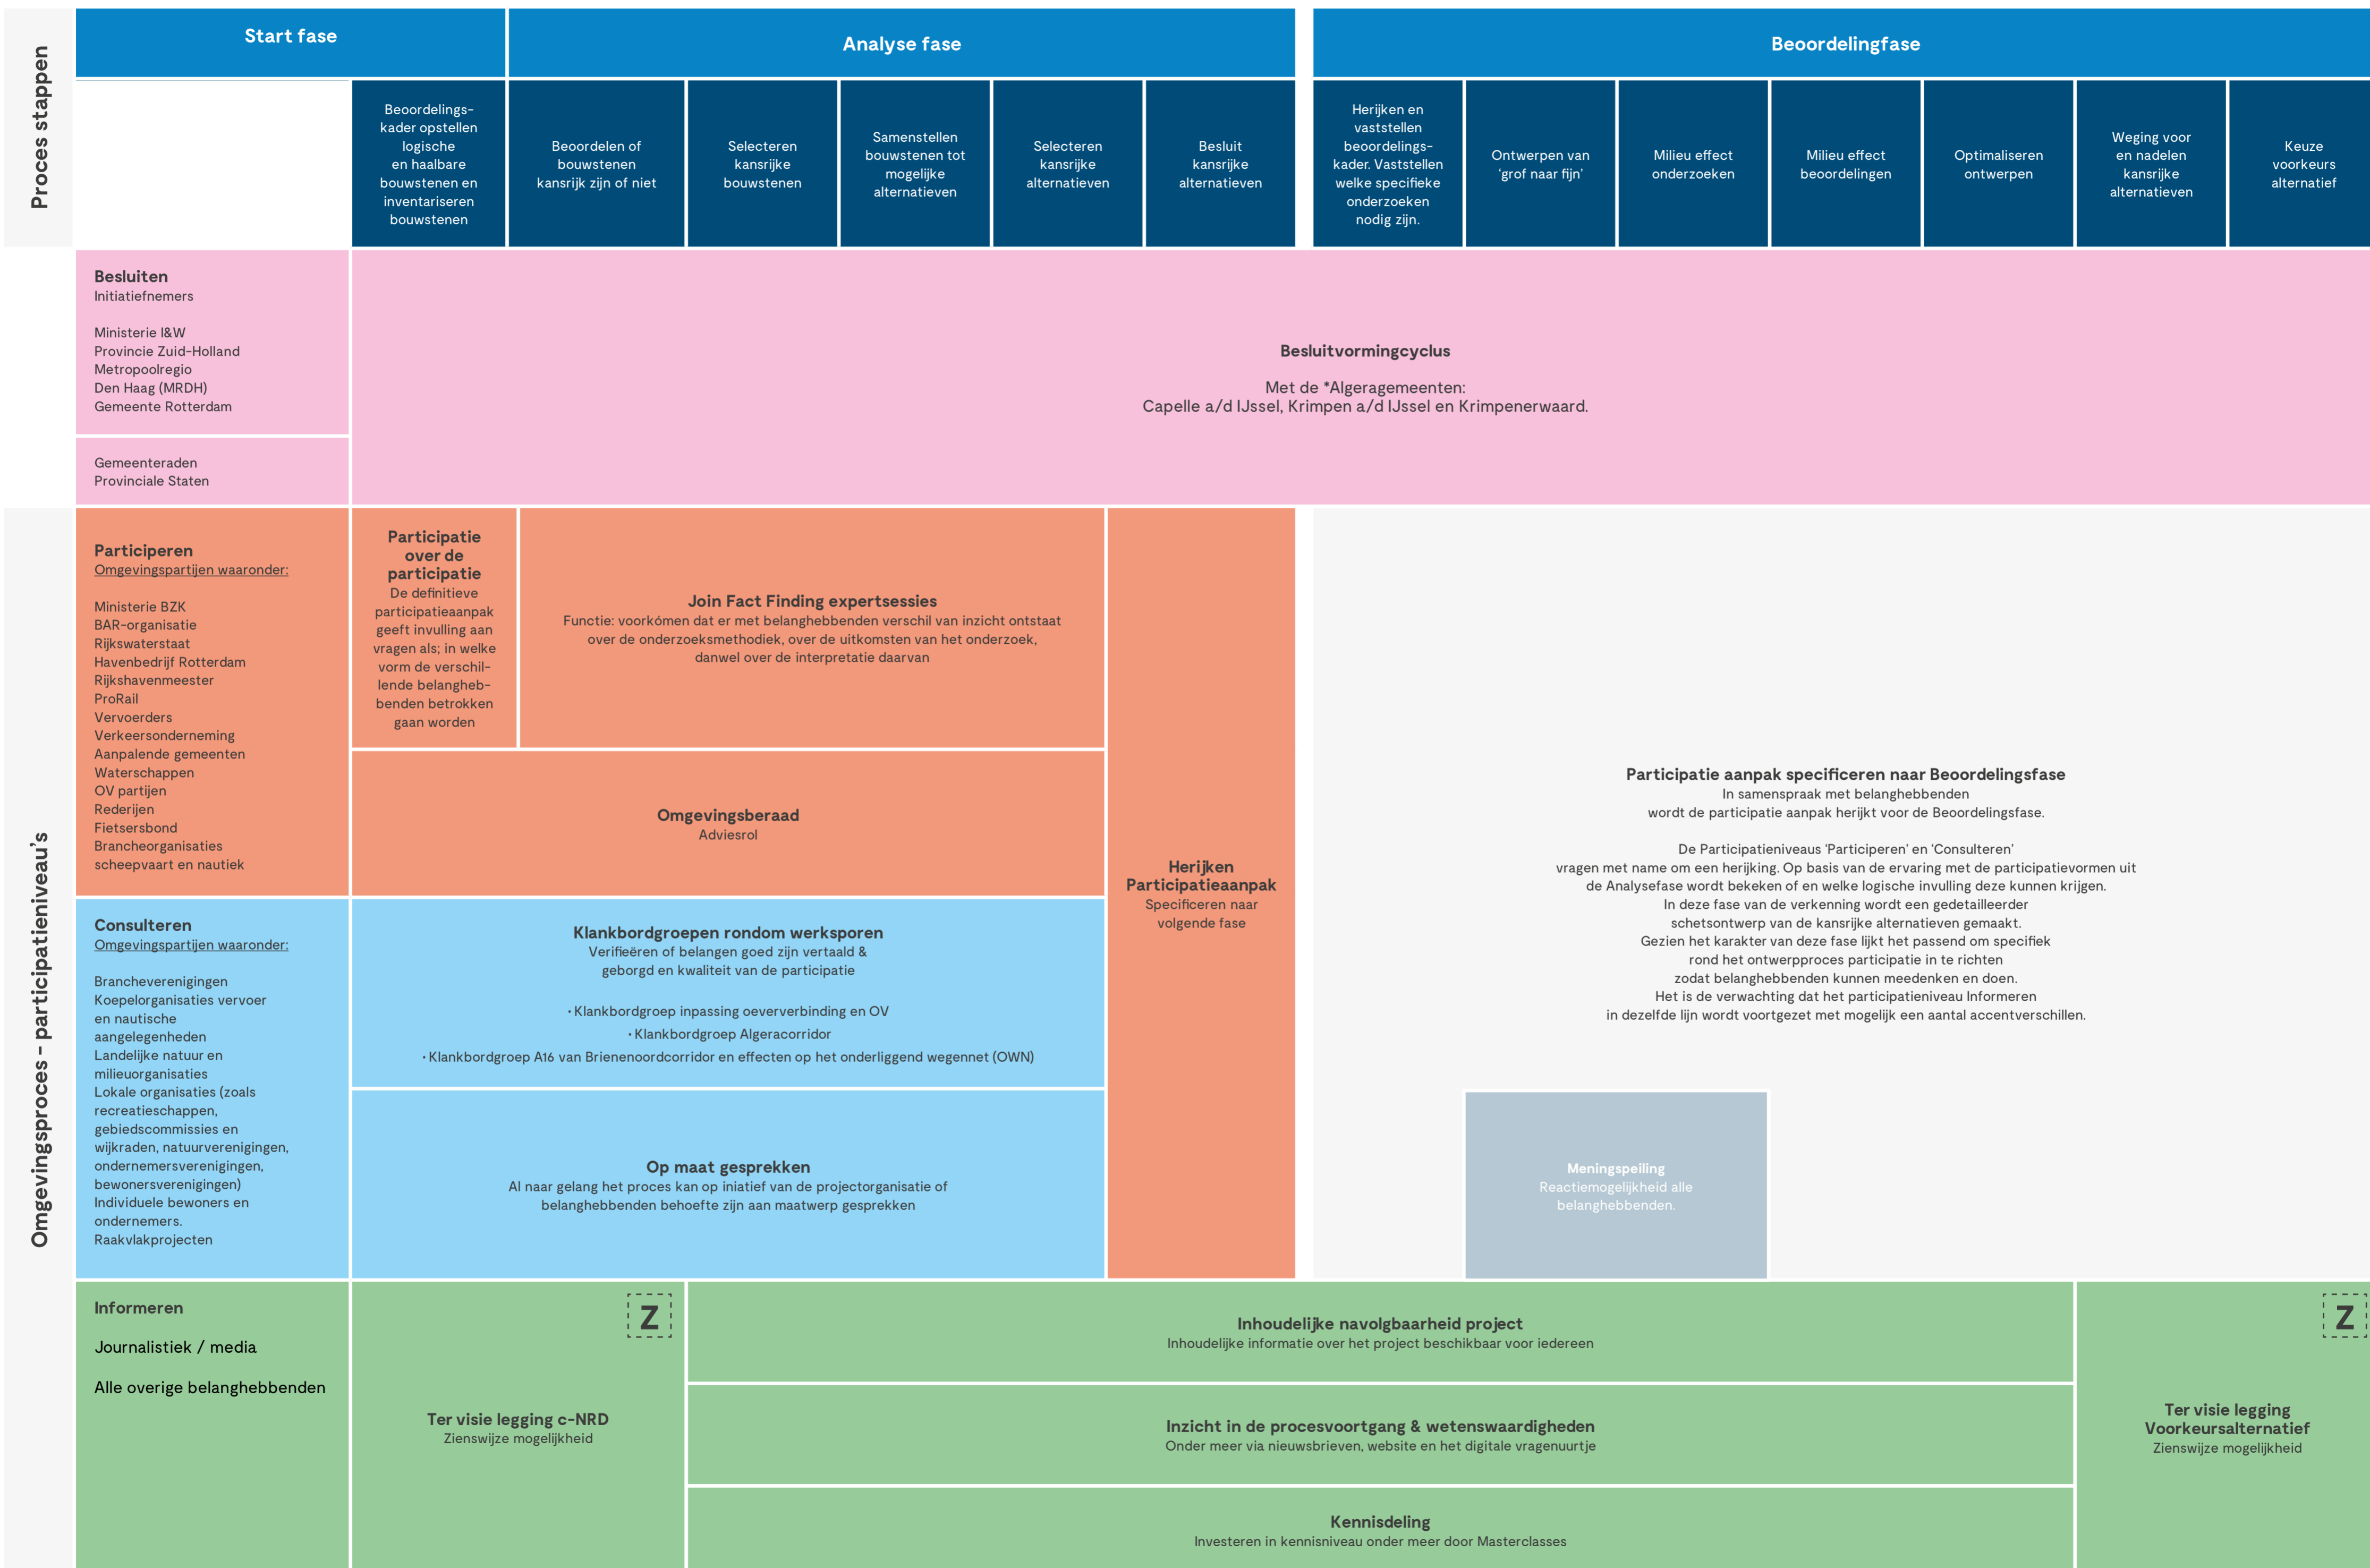 Proces stappen
Start fase
Analyse fase
Beoordelingfase
Beoordelings-
kader opstellen
logische
en haalbare
bouwstenen en
inventariseren
bouwstenen
Beoordelen of
bouwstenen
kansrijk zijn of niet
Selecteren
kansrijke
bouwstenen
Samenstellen
bouwstenen tot
mogelijke
alternatieven
Selecteren
kansrijke
alternatieven
Besluit
kansrijke
alternatieven
Herijken en
vaststellen
beoordelings-
kader. Vaststellen
welke specifieke
onderzoeken
nodig zijn.
Ontwerpen van
‘grof naar fijn’
Milieu effect
onderzoeken
Milieu effect
beoordelingen
Optimaliseren
ontwerpen
Weging voor
en nadelen
kansrijke
alternatieven
Keuze
voorkeurs
alternatief
Besluiten
Initiatiefnemers
Ministerie I&W
Provincie Zuid-Holland
Metropoolregio
Den Haag (MRDH)
Gemeente Rotterdam
Gemeenteraden
Provinciale Staten
Besluitvormingcyclus
Met de *Algeragemeenten:
Capelle a/d IJssel, Krimpen a/d IJssel en Krimpenerwaard.
Omgevingsproces - participatieniveau’s
Participeren
Omgevingspartijen waaronder:
Ministerie BZK
BAR-organisatie
Rijkswaterstaat
Havenbedrijf Rotterdam
Rijkshavenmeester
ProRail
Vervoerders
Verkeersonderneming
Aanpalende gemeenten
Waterschappen
OV partijen
Rederijen
Fietsersbond
Brancheorganisaties
scheepvaart en nautiek
Participatie
over de
participatie
De definitieve
participatieaanpak
geeft invulling aan
vragen als; in welke
vorm de verschil-
lende belangheb-
benden betrokken
gaan worden
Join Fact Finding expertsessies
Functie: voorkómen dat er met belanghebbenden verschil van inzicht ontstaat
over de onderzoeksmethodiek, over de uitkomsten van het onderzoek,
danwel over de interpretatie daarvan
Omgevingsberaad
Adviesrol
Herijken
Participatieaanpak
Specificeren naar
volgende fase
Participatie aanpak specificeren naar Beoordelingsfase
In samenspraak met belanghebbenden
wordt de participatie aanpak herijkt voor de Beoordelingsfase.
De Participatieniveaus ‘Participeren’ en ‘Consulteren’
vragen met name om een herijking. Op basis van de ervaring met de participatievormen uit
de Analysefase wordt bekeken of en welke logische invulling deze kunnen krijgen.
In deze fase van de verkenning wordt een gedetailleerder
schetsontwerp van de kansrijke alternatieven gemaakt.
Gezien het karakter van deze fase lijkt het passend om specifiek
rond het ontwerpproces participatie in te richten
zodat belanghebbenden kunnen meedenken en doen.
Het is de verwachting dat het participatieniveau Informeren
in dezelfde lijn wordt voortgezet met mogelijk een aantal accentverschillen.
Consulteren
Omgevingspartijen waaronder:
Brancheverenigingen
Koepelorganisaties vervoer
en nautische
aangelegenheden
Landelijke natuur en
milieuorganisaties
Lokale organisaties (zoals
recreatieschappen,
gebiedscommissies en
wijkraden, natuurverenigingen,
ondernemersverenigingen,
bewonersverenigingen)
Individuele bewoners en
ondernemers.
Raakvlakprojecten
Klankbordgroepen rondom werksporen
Verifieëren of belangen goed zijn vertaald &
geborgd en kwaliteit van de participatie
• Klankbordgroep inpassing oeververbinding en OV
• Klankbordgroep Algeracorridor
• Klankbordgroep A16 van Brienenoordcorridor en effecten op het onderliggend wegennet (OWN)
Op maat gesprekken
Al naar gelang het proces kan op iniatief van de projectorganisatie of
belanghebbenden behoefte zijn aan maatwerp gesprekken
Meningspeiling
Reactiemogelijkheid alle
belanghebbenden.
Informeren
Journalistiek / media
Alle overige belanghebbenden
Z
Ter visie legging c-NRD
Zienswijze mogelijkheid
Inhoudelijke navolgbaarheid project
Inhoudelijke informatie over het project beschikbaar voor iedereen
Inzicht in de procesvoortgang & wetenswaardigheden
Onder meer via nieuwsbrieven, website en het digitale vragenuurtje
Kennisdeling
Investeren in kennisniveau onder meer door Masterclasses
Z
Ter visie legging
Voorkeursalternatief
Zienswijze mogelijkheid